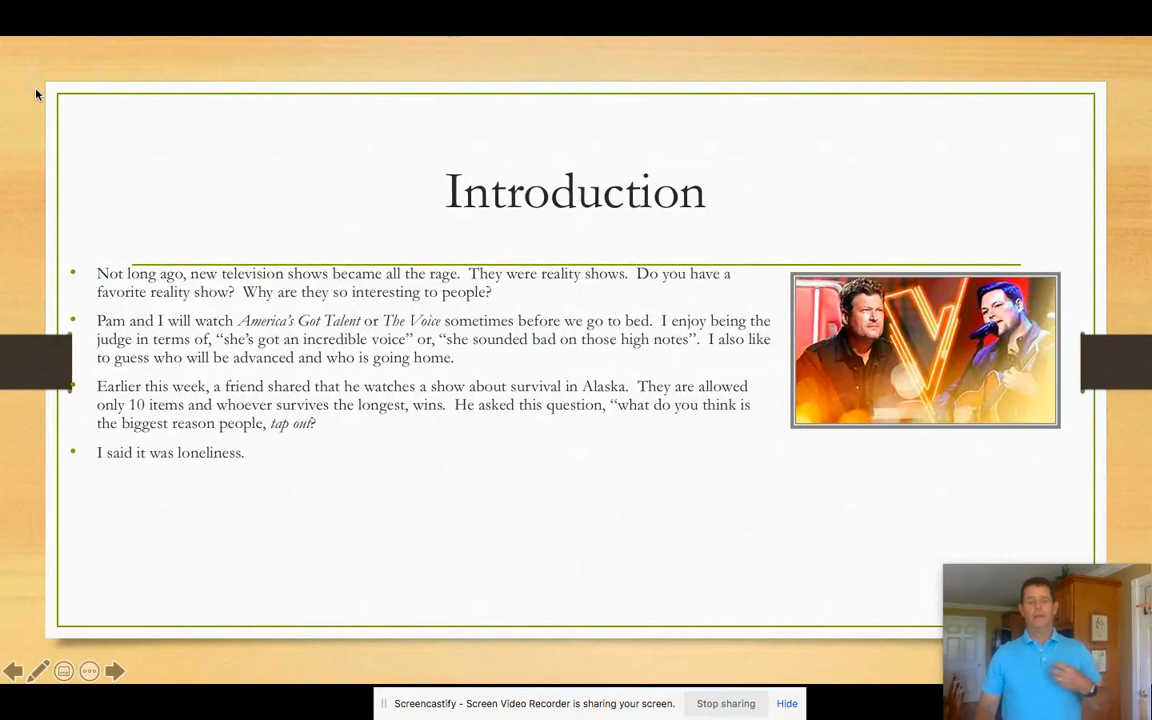 Introduction
• Not long ago, new television shows became all the rage.  They were reality shows.  Do you have a
favorite reality show?  Why are they so interesting to people?
• Pam and I will watch America's Got Talent or The Voice sometimes before we go to bed.  I enjoy being the
judge in terms of, “she's got an incredible voice” or, “she sounded bad on those high notes”.  I also like
to guess who will be advanced and who is going home.
• Earlier this week, a friend shared that he watches a show about survival in Alaska.  They are allowed
only 10 items and whoever survives the longest, wins.  He asked this question, “what do you think is
the biggest reason people, tap out?
• I said it was loneliness.
Screencastify - Screen Video Recorder is sharing your screen.
Stop sharing
Hide